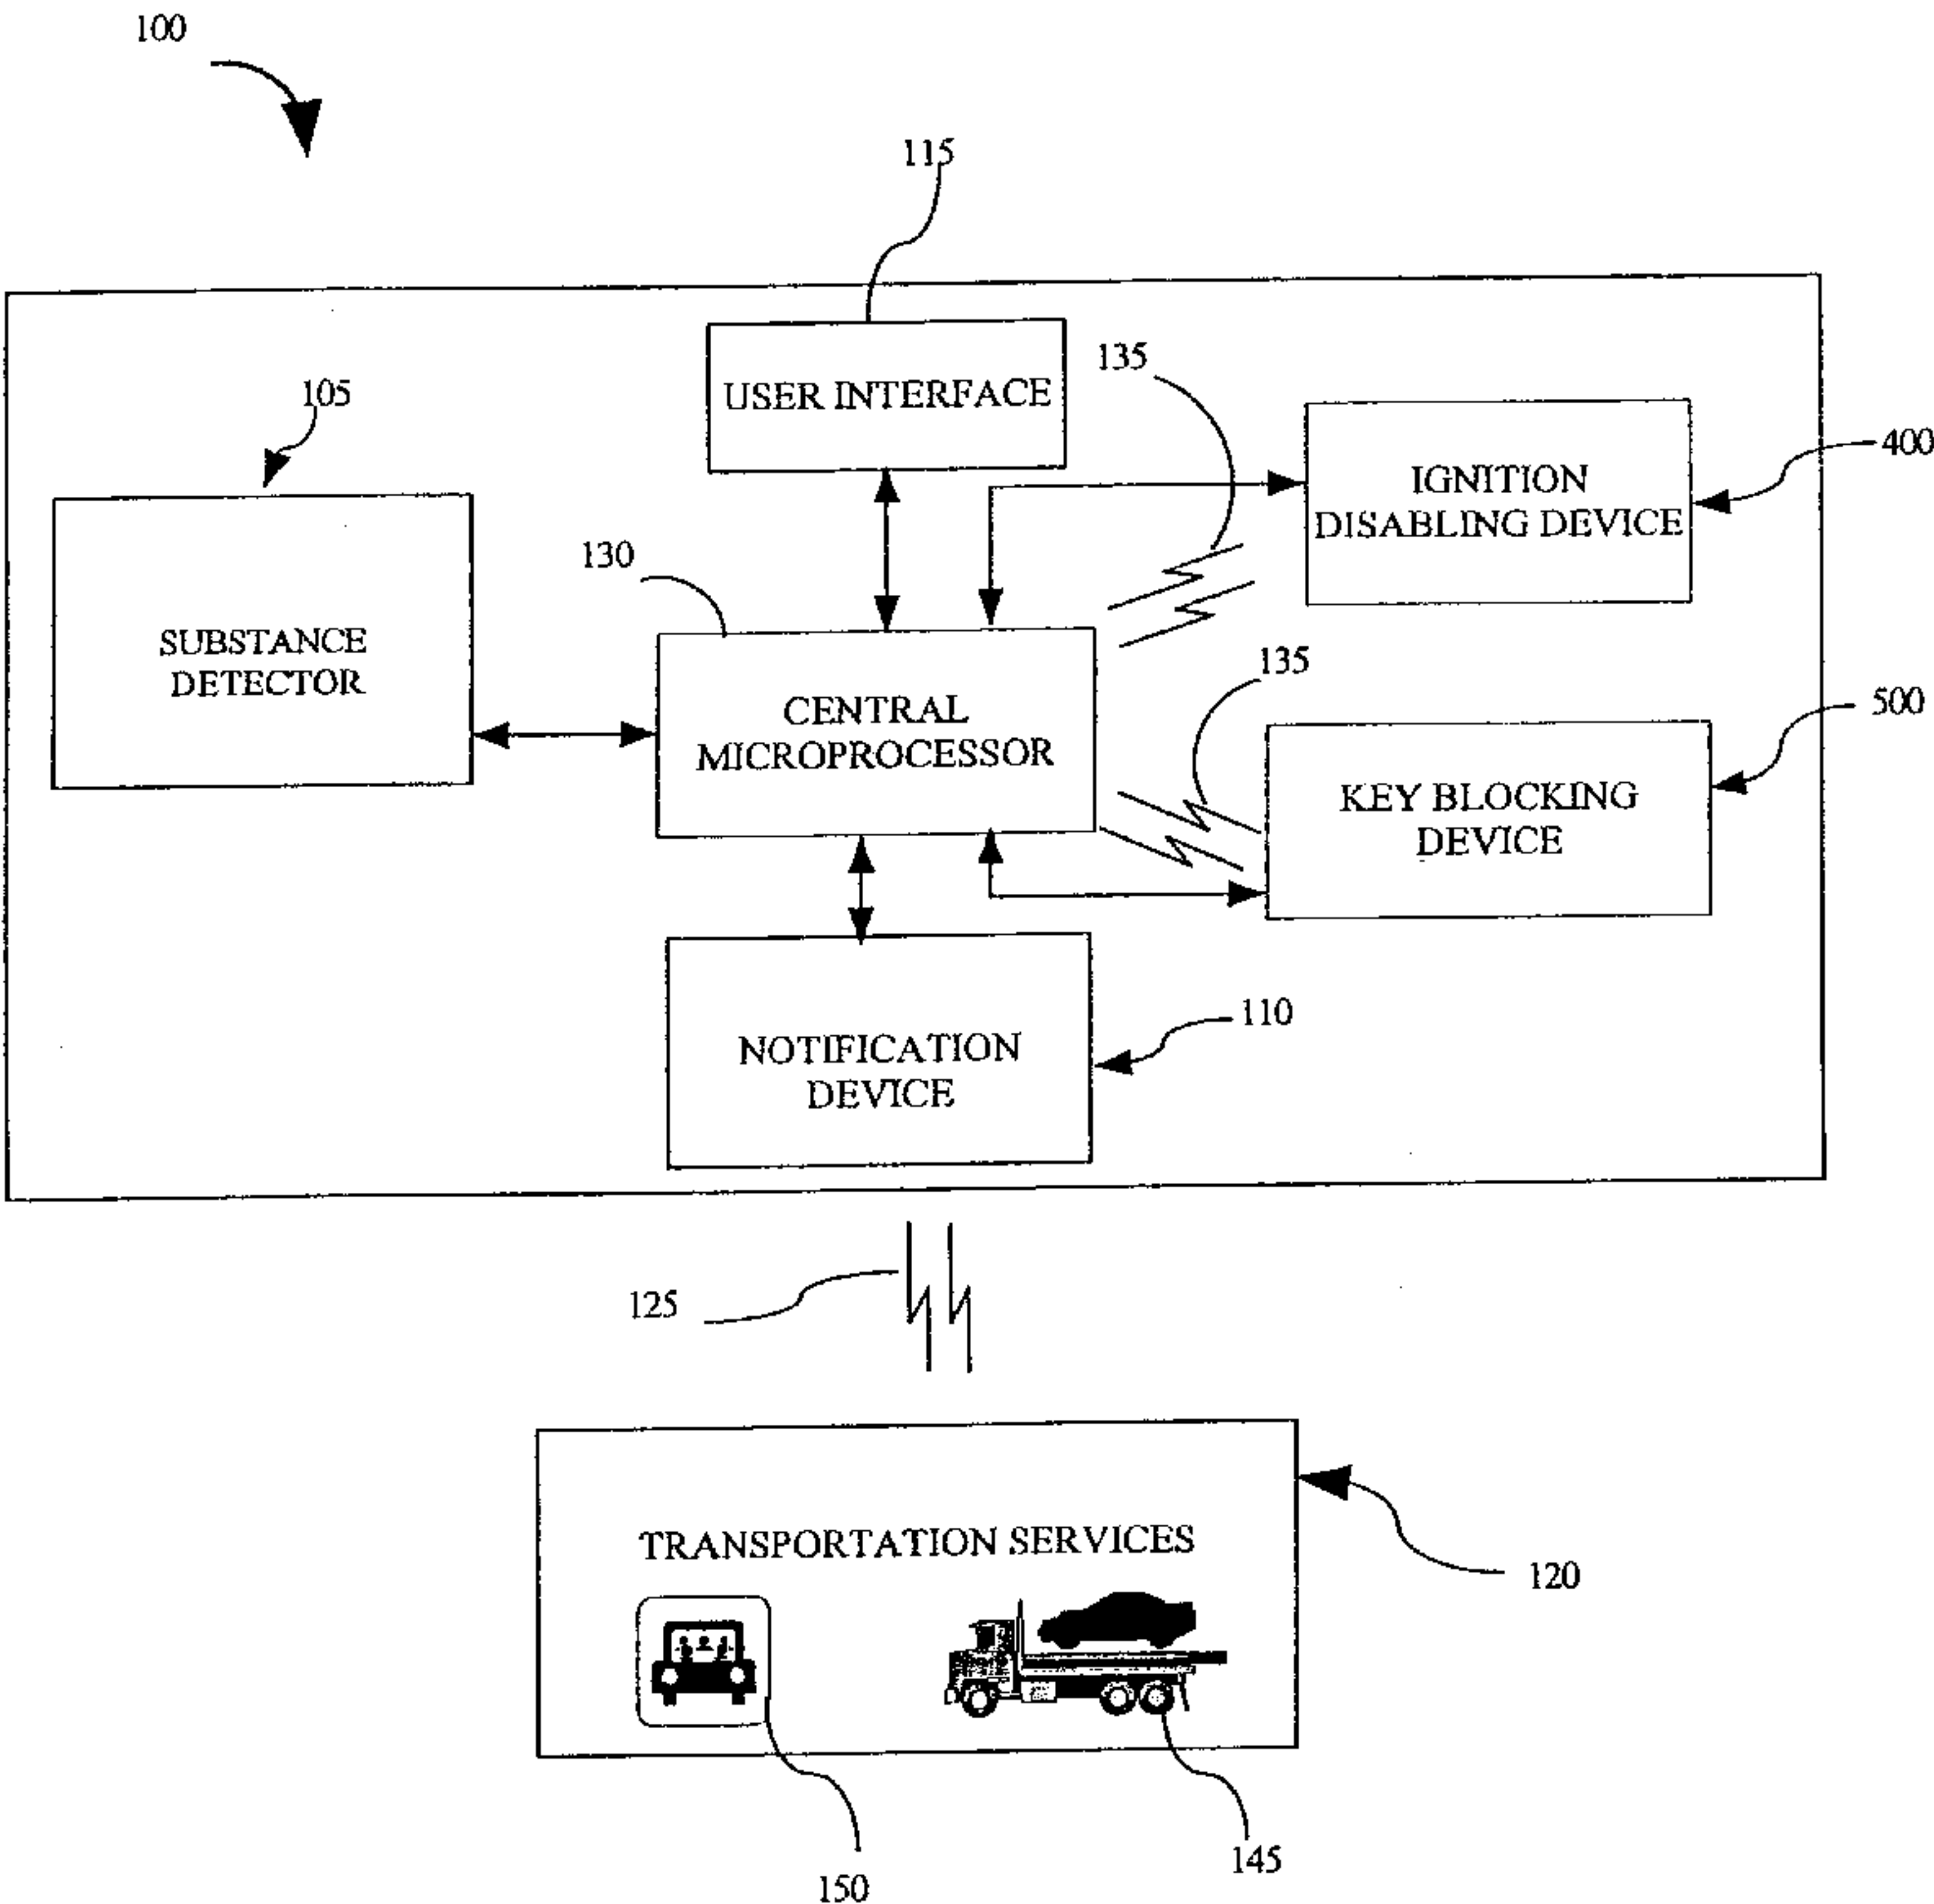 100
115
USER INTERFACE
135
105
IGNITION
DISABLING DEVICE
400
130
SUBSTANCE
DETECTOR
135
CENTRAL
MICROPROCESSOR
500
KEY BLOCKING
DEVICE
110
NOTIFICATION
DEVICE
125
TRANSPORTATION SERVICES
120
150
145